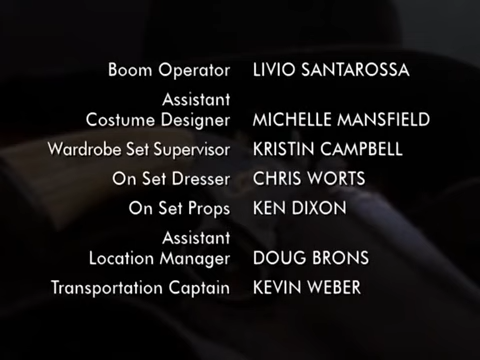 Boom Operator LIVIO SANTAROSSA
Assistant
Costume Designer MICHELLE MANSFIELD
Wardrobe Set Supervisor KRISTIN CAMPBELL
On Set Dresser CHRIS WORTS
On Set Props KEN DIXON
Assistant
Location Manager DOUG BRONS
Transportation Captain KEVIN WEBER